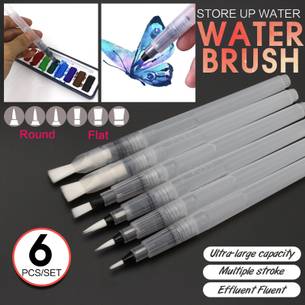 STORE UP WATER
WATER
BRUSH
Round
Flat
6
PCS/SET
Ultra-large capacity
Multiple stroke
Effluent Fluent